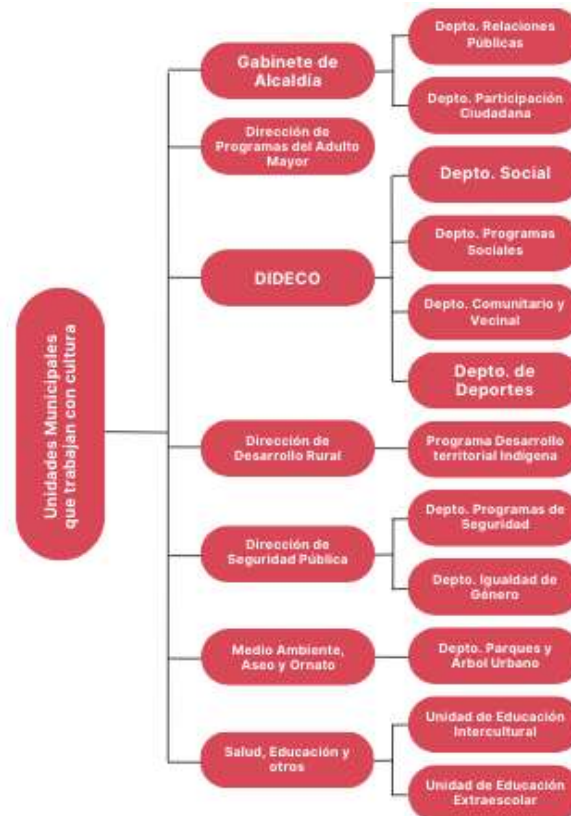 Unidades Municipales
que trabajan con cultura
Gabinete de
Alcaldía
Depto. Relaciones
Públicas
Depto. Participación
Ciudadana
Dirección de
Programas del Adulto
Mayor
DIDECO
Depto. Social
Depto. Programas
Sociales
Depto. Comunitario y
Vecinal
Depto. de
Deportes
Dirección de
Desarrollo Rural
Programa Desarrollo
territorial Indígena
Dirección de
Seguridad Pública
Depto. Programas de
Seguridad
Depto. Igualdad de
Género
Medio Ambiente,
Aseo y Ornato
Depto. Parques y
Árbol Urbano
Salud, Educación y
otros
Unidad de Educación
Intercultural
Unidad de Educación
Extraescolar